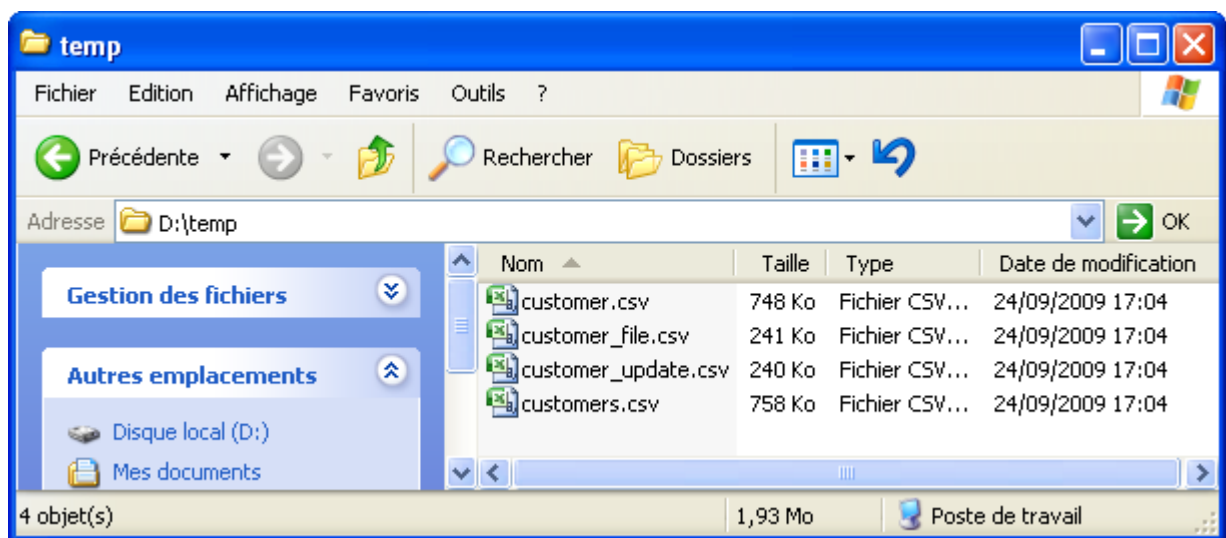 temp
Fichier Edition Affichage Favoris Outils ?
Précédente Rechercher Dossiers
Adresse D:\temp OK
Nom Taille Type Date de modification
Gestion des fichiers
customer.csv 748 Ko Fichier CSV... 24/09/2009 17:04
customer_file.csv 241 Ko Fichier CSV... 24/09/2009 17:04
customer_update.csv 240 Ko Fichier CSV... 24/09/2009 17:04
customers.csv 758 Ko Fichier CSV... 24/09/2009 17:04
Autres emplacements
Disque local (D:)
Mes documents
4 objet(s) 1,93 Mo Poste de travail